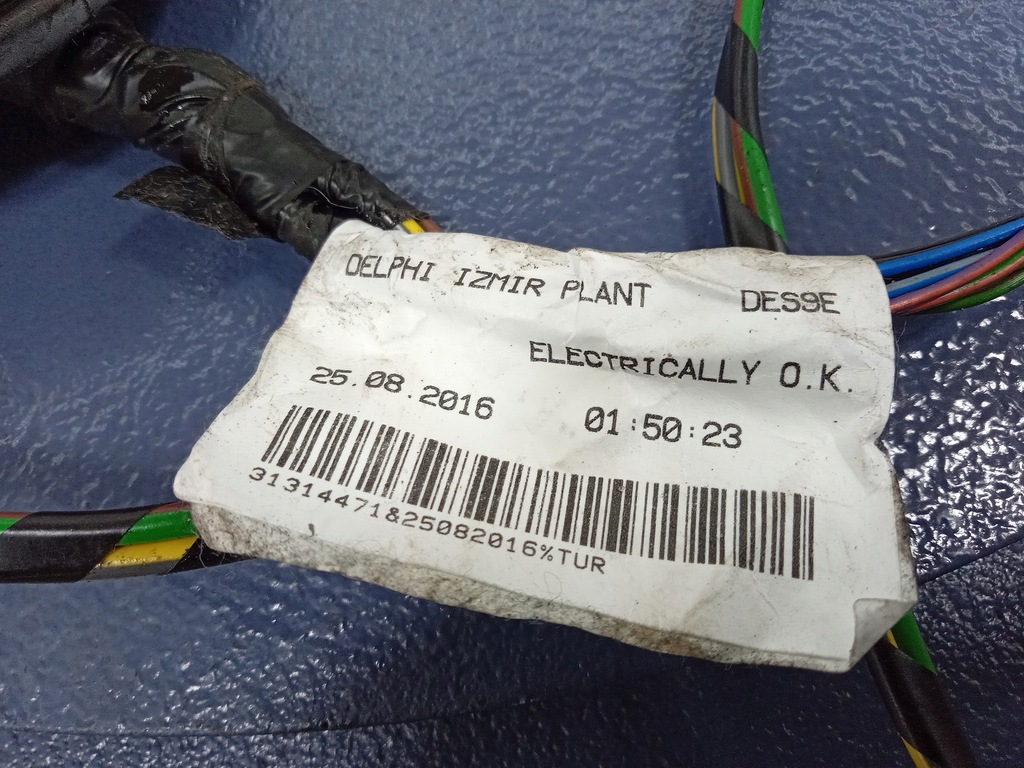 DELPHI IZMIR PLANT DES9E
ELECTRICALLY O.K.
25.08.2016 01:50:23
31314471&25082016%TUR